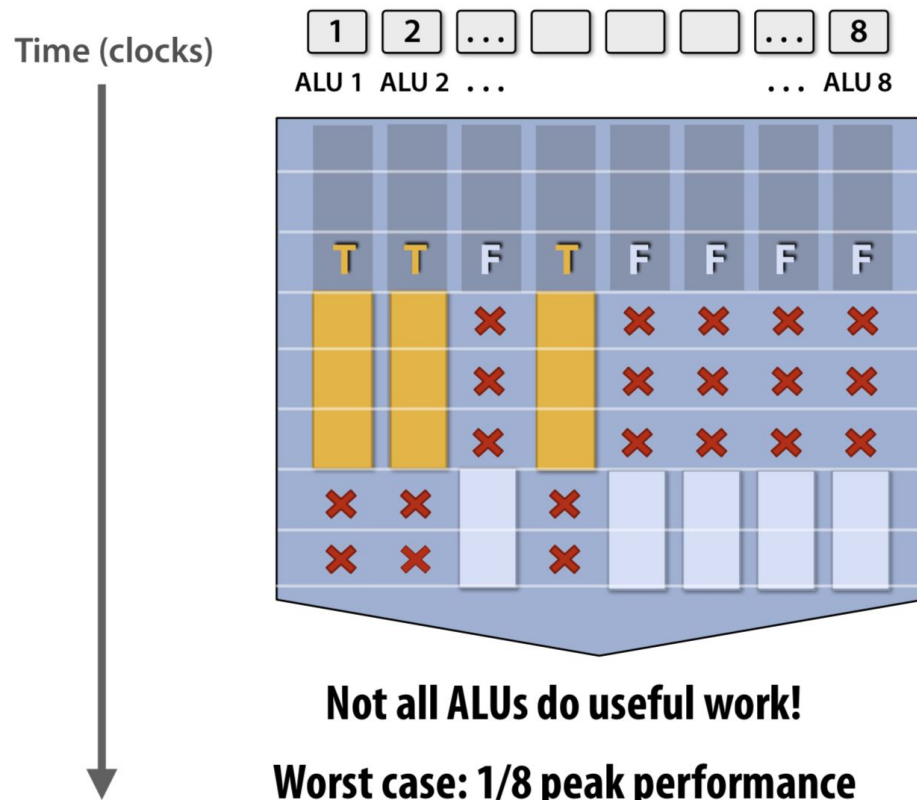 Time (clocks)
1 2 ... ... 8
ALU 1 ALU 2 ... ... ALU 8
T T F T F F F F
Not all ALUs do useful work!
Worst case: 1/8 peak performance